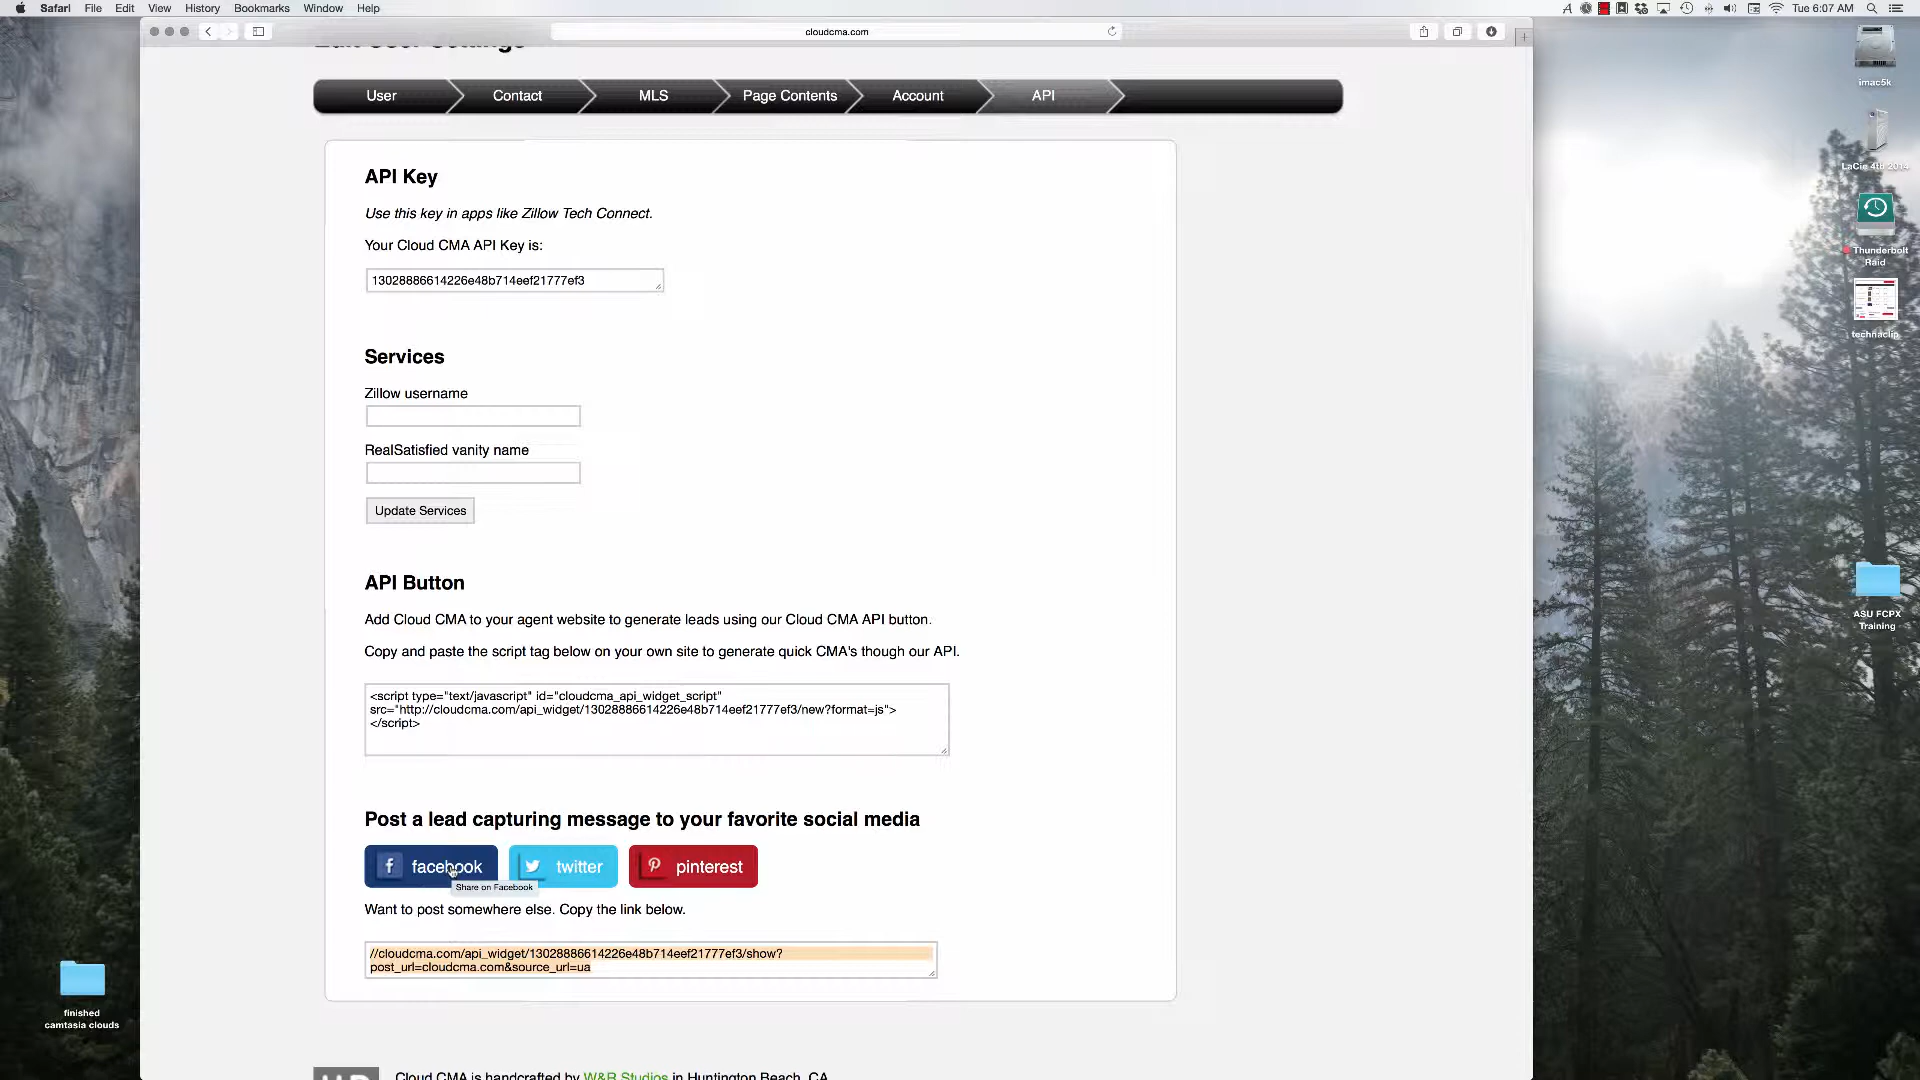 Safari File Edit View History Bookmarks Window Help
Tue 6:07 AM
cloudcma.com
Edit User Settings
User Contact MLS Page Contents Account API
API Key
Use this key in apps like Zillow Tech Connect.
Your Cloud CMA API Key is:
13028886614226e48b714eef21777ef3
Services
Zillow username
RealSatisfied vanity name
Update Services
API Button
Add Cloud CMA to your agent website to generate leads using our Cloud CMA API button.
Copy and paste the script tag below on your own site to generate quick CMA's though our API.
<script type="text/javascript" id="cloudcma_api_widget_script"
src="http://cloudcma.com/api_widget/13028886614226e48b714eef21777ef3/new?format=js">
</script>
Post a lead capturing message to your favorite social media
facebook twitter pinterest
Share on Facebook
Want to post somewhere else. Copy the link below.
//cloudcma.com/api_widget/13028886614226e48b714eef21777ef3/show?
post_url=cloudcma.com&source_url=ua
Cloud CMA is handcrafted by W&R Studios in Huntington Beach, CA
imac5k
LaCie 4tb 2014
Thunderbolt
Raid
technaclip
ASU FCPX
Training
finished
camtasia clouds